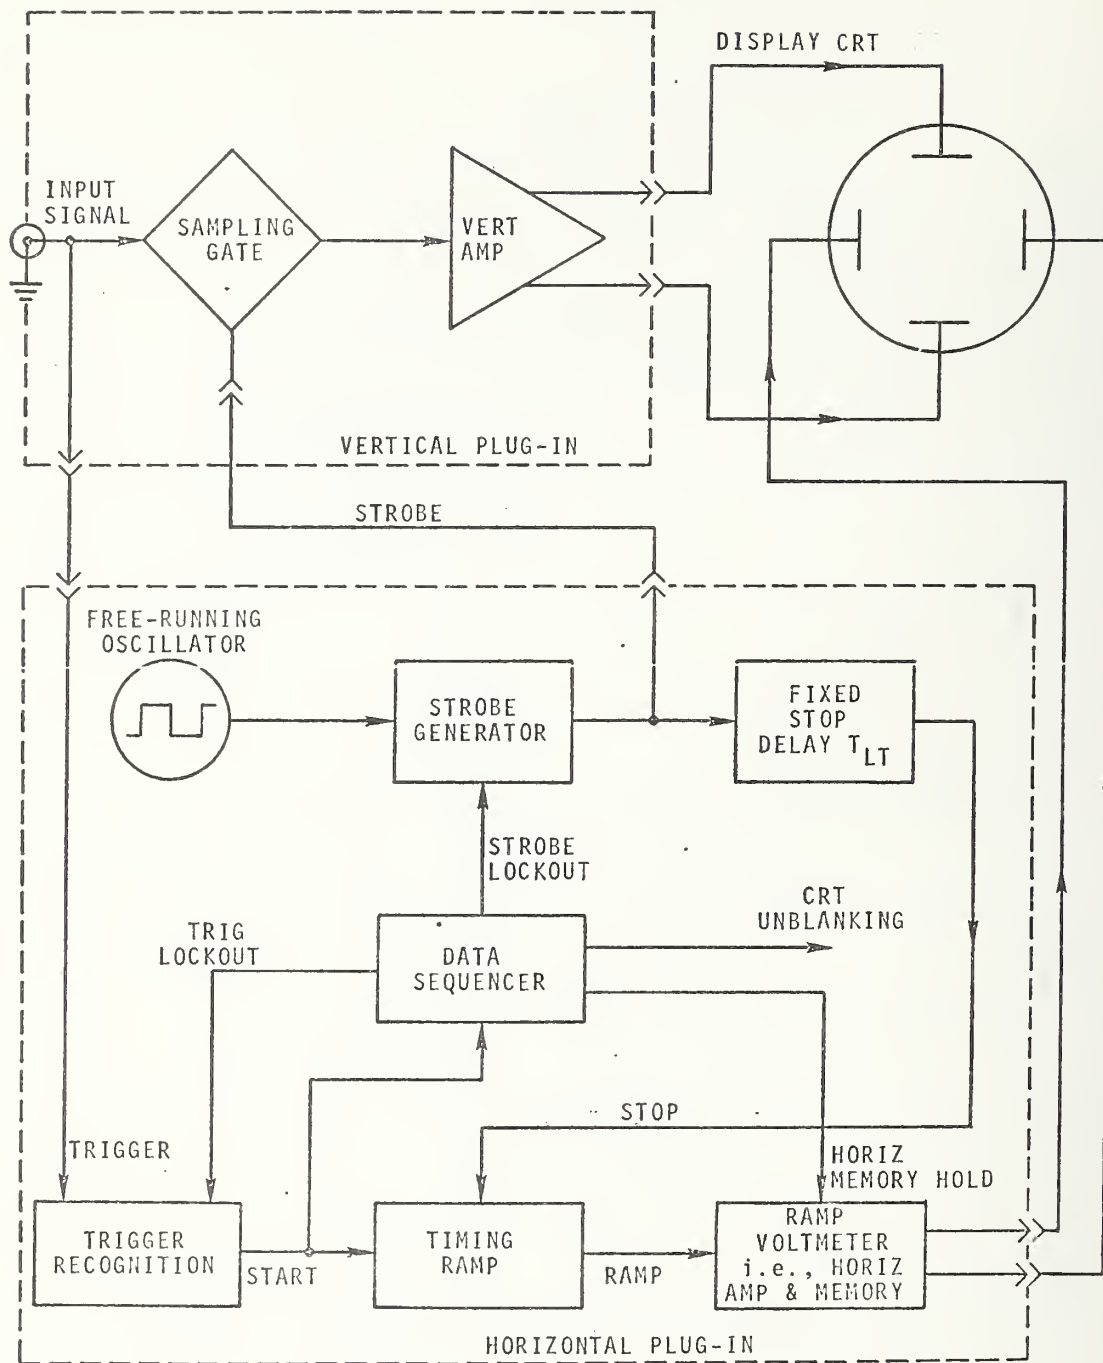 DISPLAY CRT
INPUT
SIGNAL
SAMPLING
GATE
VERT
AMP
VERTICAL PLUG-IN
STROBE
FREE-RUNNING
OSCILLATOR
STROBE
GENERATOR
FIXED
STOP
DELAY T_LT
STROBE
LOCKOUT
CRT
UNBLANKING
TRIG
LOCKOUT
DATA
SEQUENCER
STOP
TRIGGER
HORIZ
MEMORY HOLD
TRIGGER
RECOGNITION
START
TIMING
RAMP
RAMP
RAMP
VOLTMETER
i.e., HORIZ
AMP & MEMORY
HORIZONTAL PLUG-IN